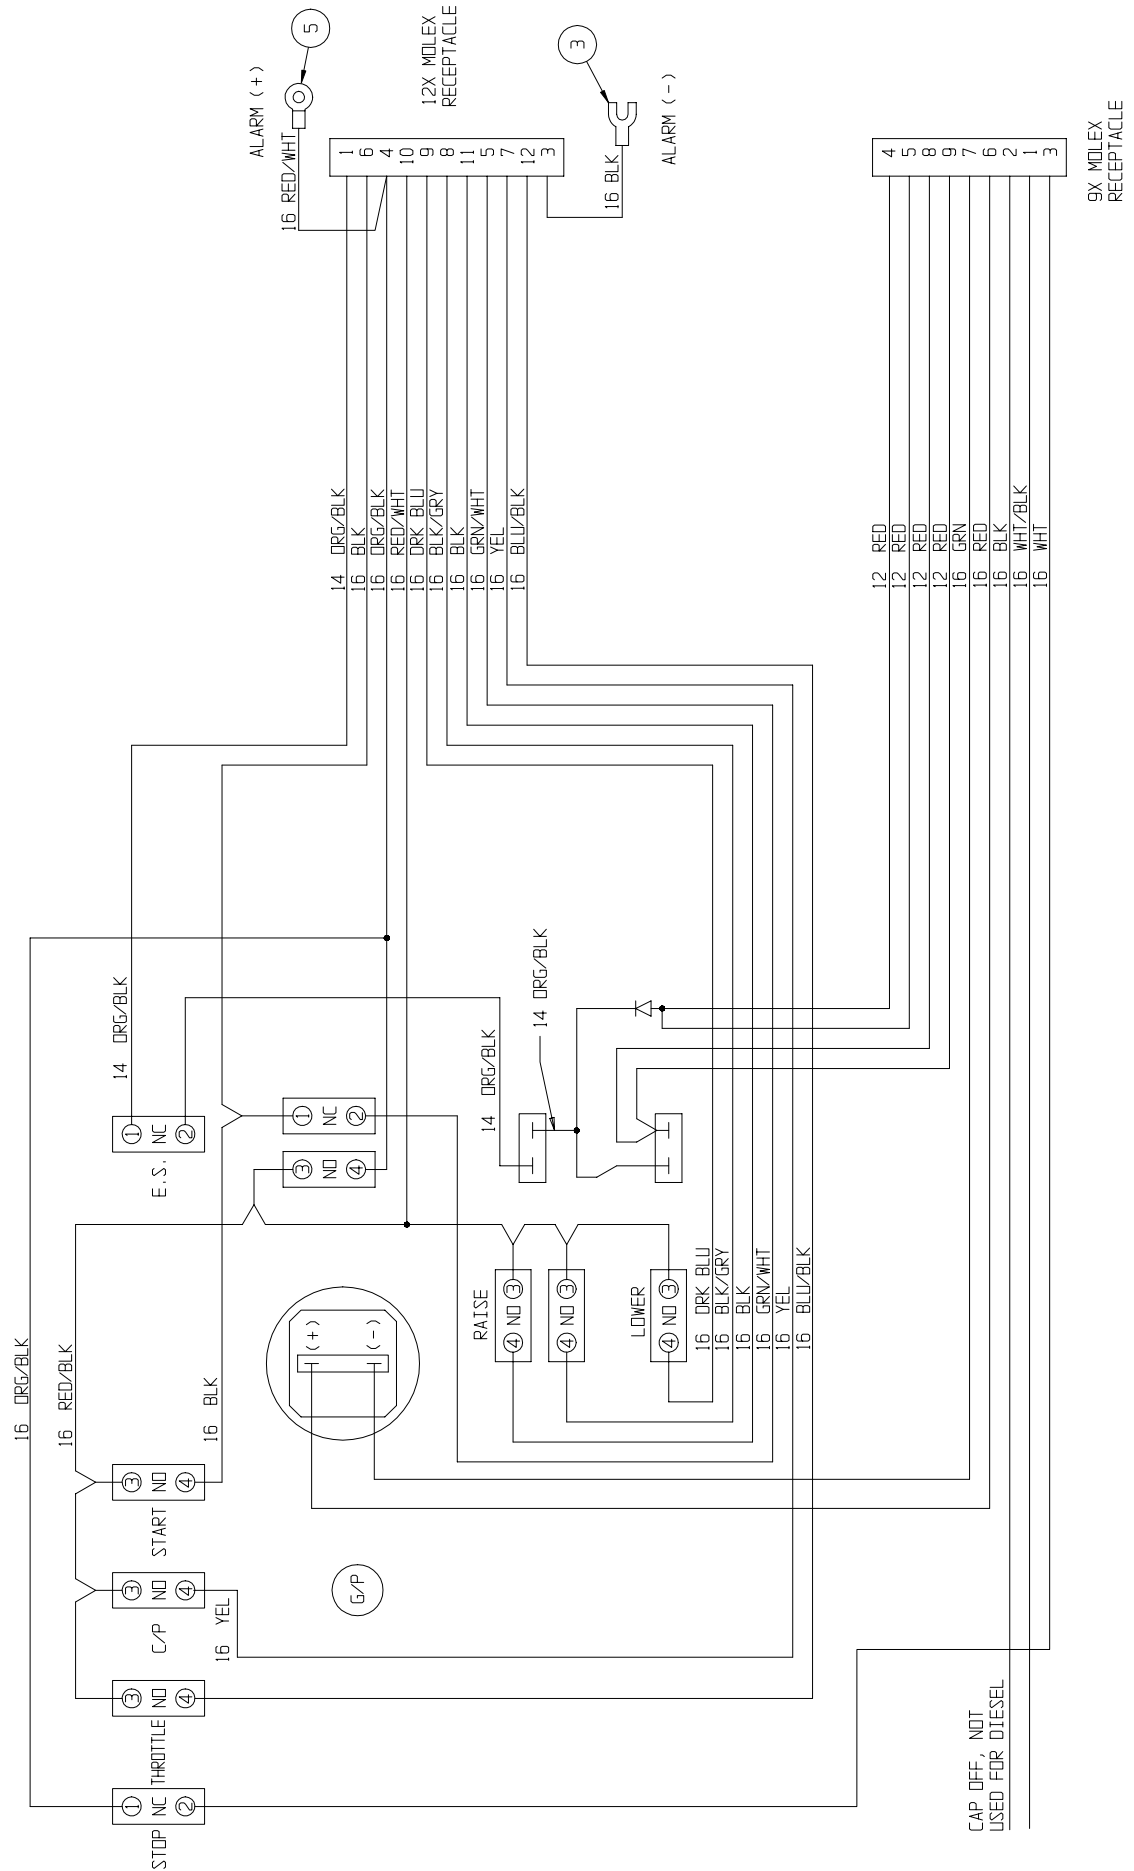 ALARM (+)
5
16 RED/WHT
12X MOLEX
RECEPTACLE
3
ALARM (-)
16 BLK
1
6
4
10
9
8
11
5
7
12
3
14 ORG/BLK
16 BLK
16 ORG/BLK
16 RED/WHT
16 DRK BLU
16 BLK/GRY
16 BLK
16 GRN/WHT
16 YEL
16 BLU/BLK
9X MOLEX
RECEPTACLE
4
5
8
9
7
6
2
1
3
12 RED
12 RED
12 RED
12 RED
16 GRN
16 RED
16 BLK
16 WHT/BLK
16 WHT
14 ORG/BLK
1 NC 2
E.S.
1 NC 2
3 NO 4
14 ORG/BLK
14 ORG/BLK
16 ORG/BLK
16 RED/BLK
16 BLK
(+)
(-)
RAISE
4 NO 3
4 NO 3
LOWER
4 NO 3
16 DRK BLU
16 BLK/GRY
16 BLK
16 GRN/WHT
16 YEL
16 BLU/BLK
3 NO 4
START
3 NO 4
C/P
16 YEL
G/P
3 NO 4
THROTTLE
1 NC 2
STOP
CAP OFF, NOT
USED FOR DIESEL